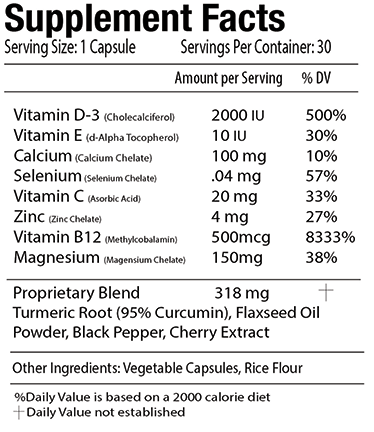 Supplement Facts
Serving Size: 1 Capsule Servings Per Container: 30
Amount per Serving % DV
Vitamin D-3 (Cholecalciferol) 2000 IU 500%
Vitamin E (d-Alpha Tocopherol) 10 IU 30%
Calcium (Calcium Chelate) 100 mg 10%
Selenium (Selenium Chelate) .04 mg 57%
Vitamin C (Asorbic Acid) 20 mg 33%
Zinc (Zinc Chelate) 4 mg 27%
Vitamin B12 (Methylcobalamin) 500mcg 8333%
Magnesium (Magensium Chelate) 150mg 38%
Proprietary Blend 318 mg †
Turmeric Root (95% Curcumin), Flaxseed Oil
Powder, Black Pepper, Cherry Extract
Other Ingredients: Vegetable Capsules, Rice Flour
%Daily Value is based on a 2000 calorie diet
† Daily Value not established